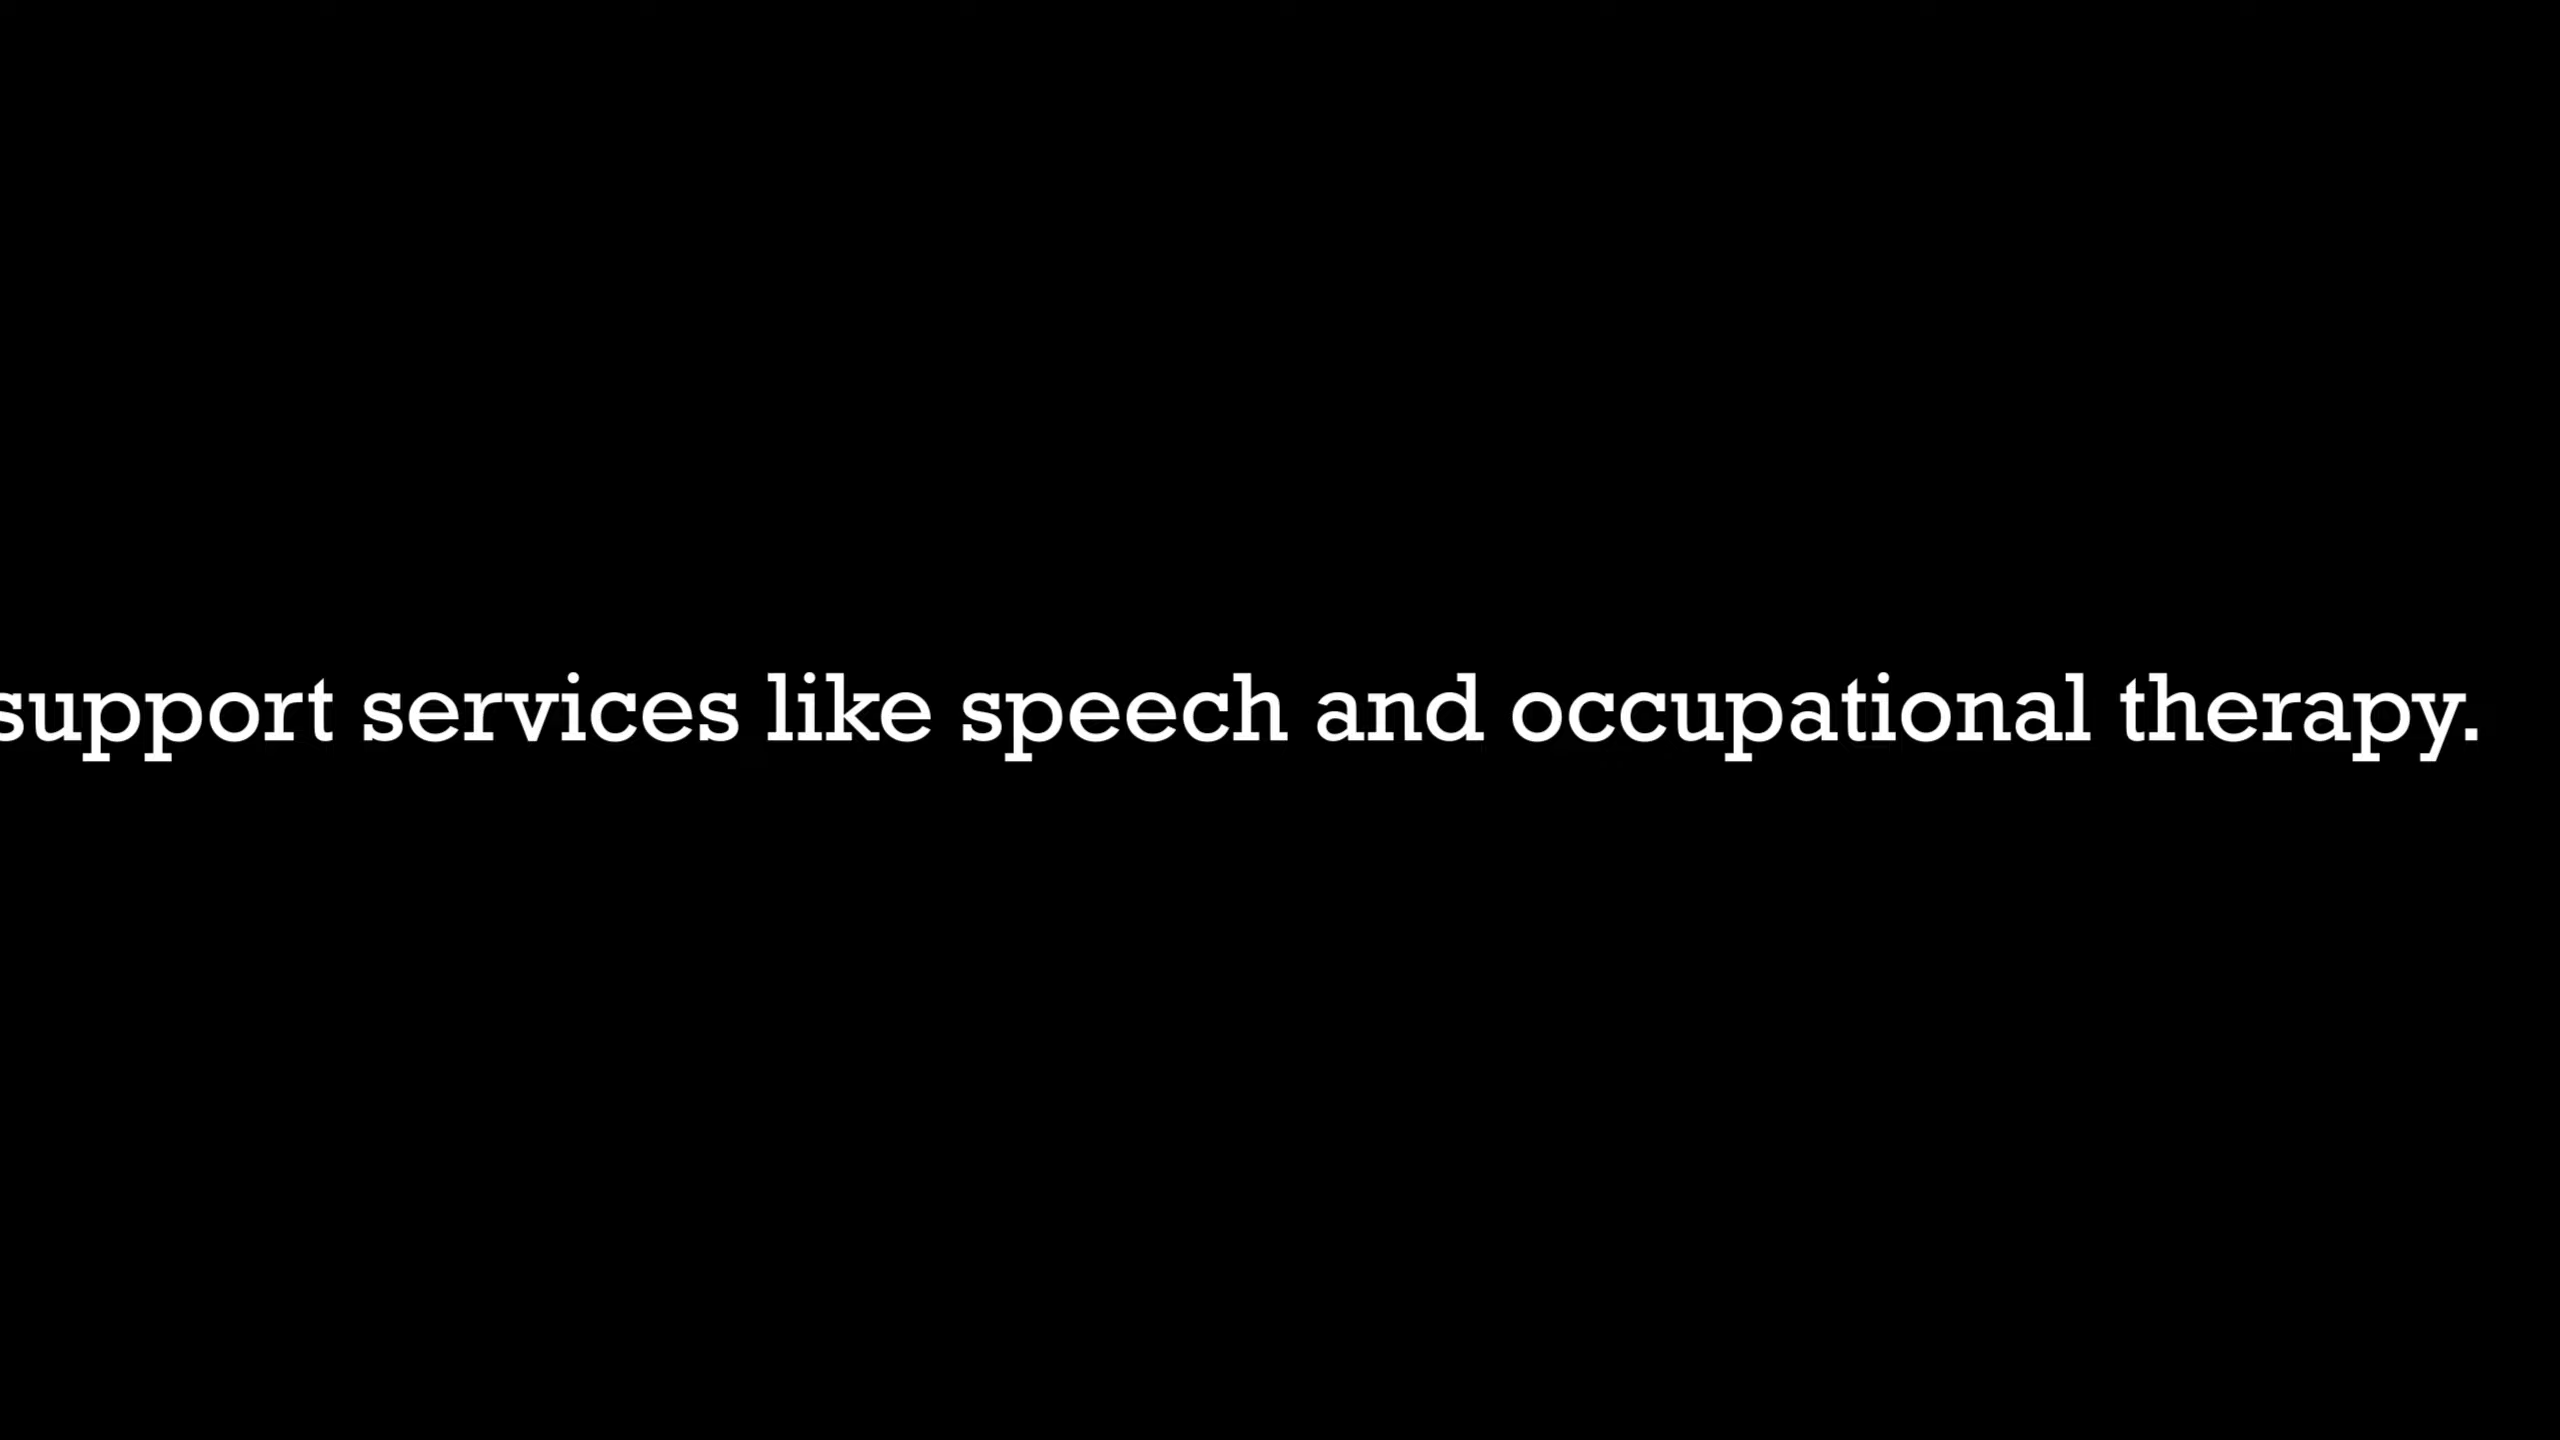 support services like speech and occupational therapy.